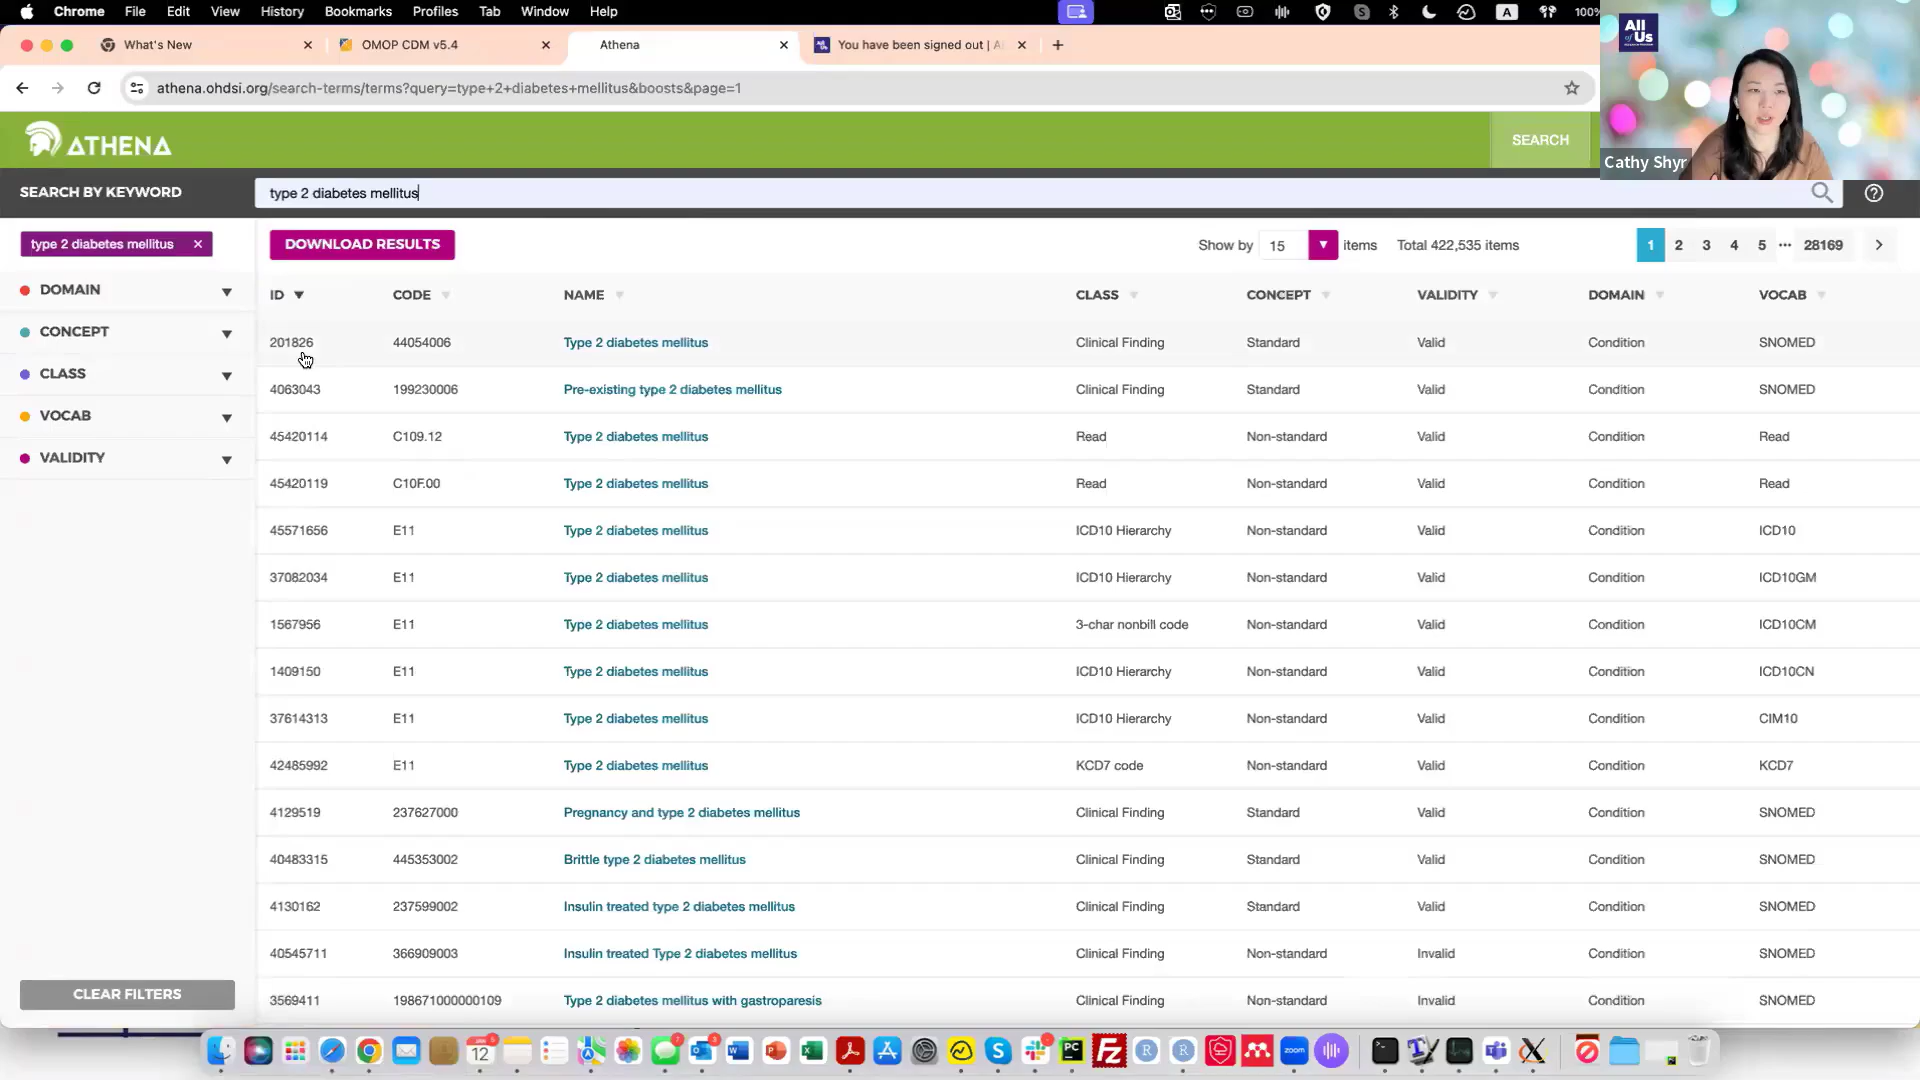 Chrome File Edit View History Bookmarks Profiles Tab Window Help A 100%
What's New OMOP CDM v5.4 Athena You have been signed out | A
athena.ohdsi.org/search-terms/terms?query=type+2+diabetes+mellitus&boosts&page=1
All of Us
Cathy Shyr
ATHENA SEARCH
SEARCH BY KEYWORD type 2 diabetes mellitus
type 2 diabetes mellitus × DOWNLOAD RESULTS Show by 15 items Total 422,535 items 1 2 3 4 5 ... 28169
DOMAIN
CONCEPT
CLASS
VOCAB
VALIDITY
CLEAR FILTERS
ID CODE NAME CLASS CONCEPT VALIDITY DOMAIN VOCAB
201826 44054006 Type 2 diabetes mellitus Clinical Finding Standard Valid Condition SNOMED
4063043 199230006 Pre-existing type 2 diabetes mellitus Clinical Finding Standard Valid Condition SNOMED
45420114 C109.12 Type 2 diabetes mellitus Read Non-standard Valid Condition Read
45420119 C10F.00 Type 2 diabetes mellitus Read Non-standard Valid Condition Read
45571656 E11 Type 2 diabetes mellitus ICD10 Hierarchy Non-standard Valid Condition ICD10
37082034 E11 Type 2 diabetes mellitus ICD10 Hierarchy Non-standard Valid Condition ICD10GM
1567956 E11 Type 2 diabetes mellitus 3-char nonbill code Non-standard Valid Condition ICD10CM
1409150 E11 Type 2 diabetes mellitus ICD10 Hierarchy Non-standard Valid Condition ICD10CN
37614313 E11 Type 2 diabetes mellitus ICD10 Hierarchy Non-standard Valid Condition CIM10
42485992 E11 Type 2 diabetes mellitus KCD7 code Non-standard Valid Condition KCD7
4129519 237627000 Pregnancy and type 2 diabetes mellitus Clinical Finding Standard Valid Condition SNOMED
40483315 445353002 Brittle type 2 diabetes mellitus Clinical Finding Standard Valid Condition SNOMED
4130162 237599002 Insulin treated type 2 diabetes mellitus Clinical Finding Standard Valid Condition SNOMED
40545711 366909003 Insulin treated Type 2 diabetes mellitus Clinical Finding Non-standard Invalid Condition SNOMED
3569411 198671000000109 Type 2 diabetes mellitus with gastroparesis Clinical Finding Non-standard Invalid Condition SNOMED
12 PC FZ R R zoom